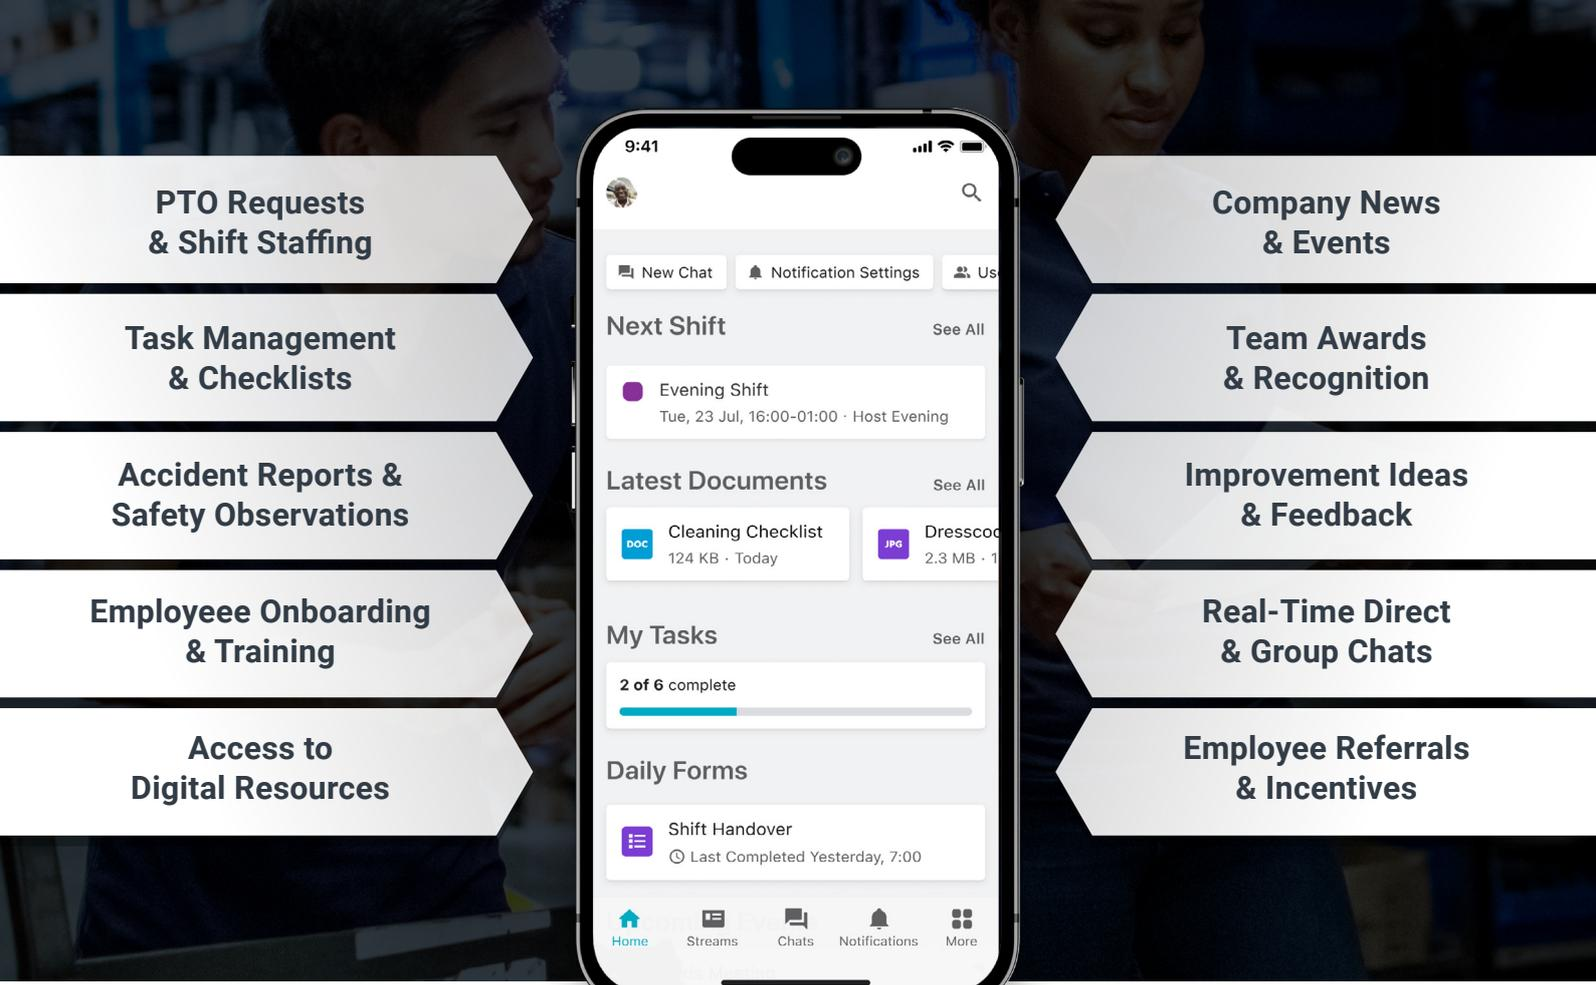 PTO Requests
& Shift Staffing
Task Management
& Checklists
Accident Reports &
Safety Observations
Employeee Onboarding
& Training
Access to
Digital Resources
9:41
New Chat
Notification Settings
Next Shift
See All
Evening Shift
Tue, 23 Jul, 16:00-01:00 · Host Evening
Latest Documents
See All
DOC
Cleaning Checklist
124 KB · Today
JPG
2.3 MB ·
My Tasks
See All
2 of 6 complete
Daily Forms
Shift Handover
Last Completed Yesterday, 7:00
Home
Streams
Chats
Notifications
More
Company News
& Events
Team Awards
& Recognition
Improvement Ideas
& Feedback
Real-Time Direct
& Group Chats
Employee Referrals
& Incentives